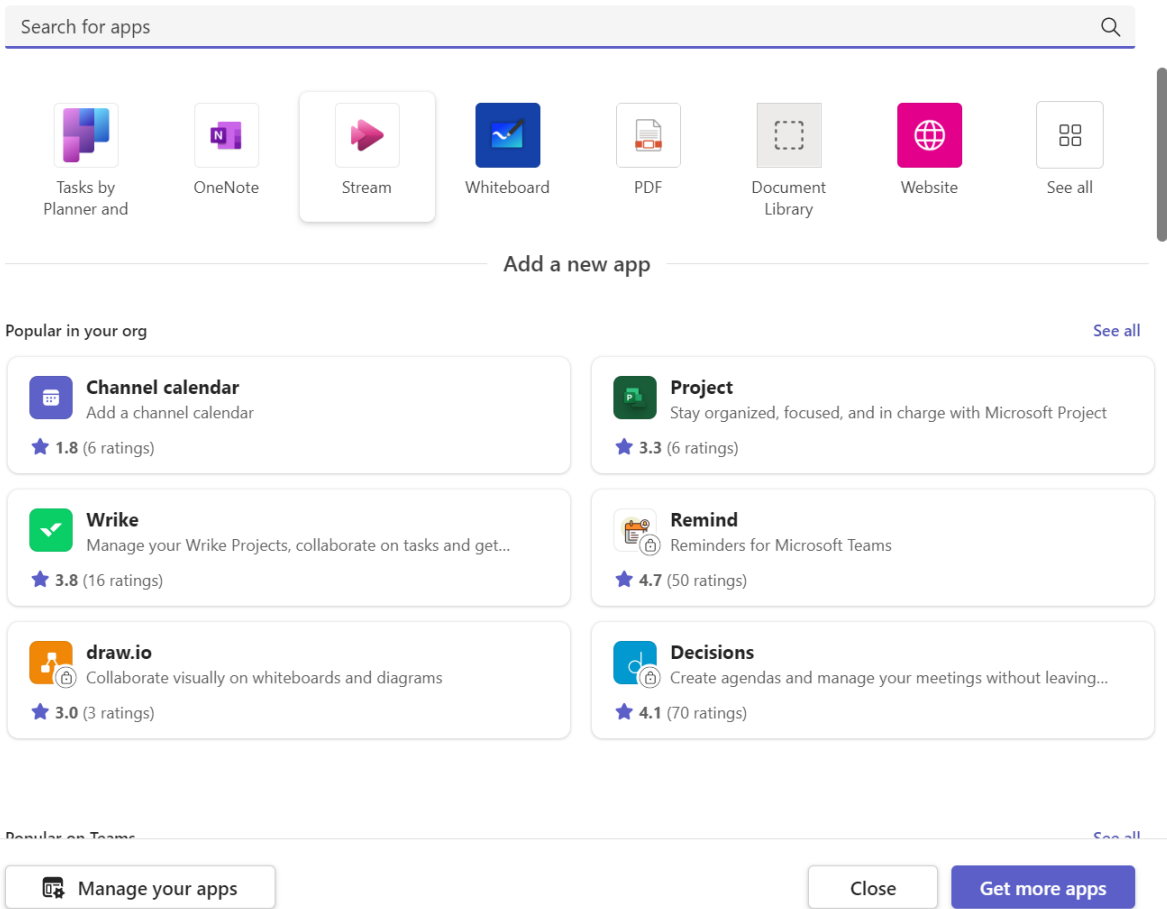 Search for apps
Tasks by
Planner and
OneNote
Stream
Whiteboard
PDF
Document
Library
Website
See all
Add a new app
Popular in your org
See all
Channel calendar
Add a channel calendar
1.8 (6 ratings)
Project
Stay organized, focused, and in charge with Microsoft Project
3.3 (6 ratings)
Wrike
Manage your Wrike Projects, collaborate on tasks and get...
3.8 (16 ratings)
Remind
Reminders for Microsoft Teams
4.7 (50 ratings)
draw.io
Collaborate visually on whiteboards and diagrams
3.0 (3 ratings)
Decisions
Create agendas and manage your meetings without leaving...
4.1 (70 ratings)
Popular on Teams
See all
Manage your apps
Close
Get more apps